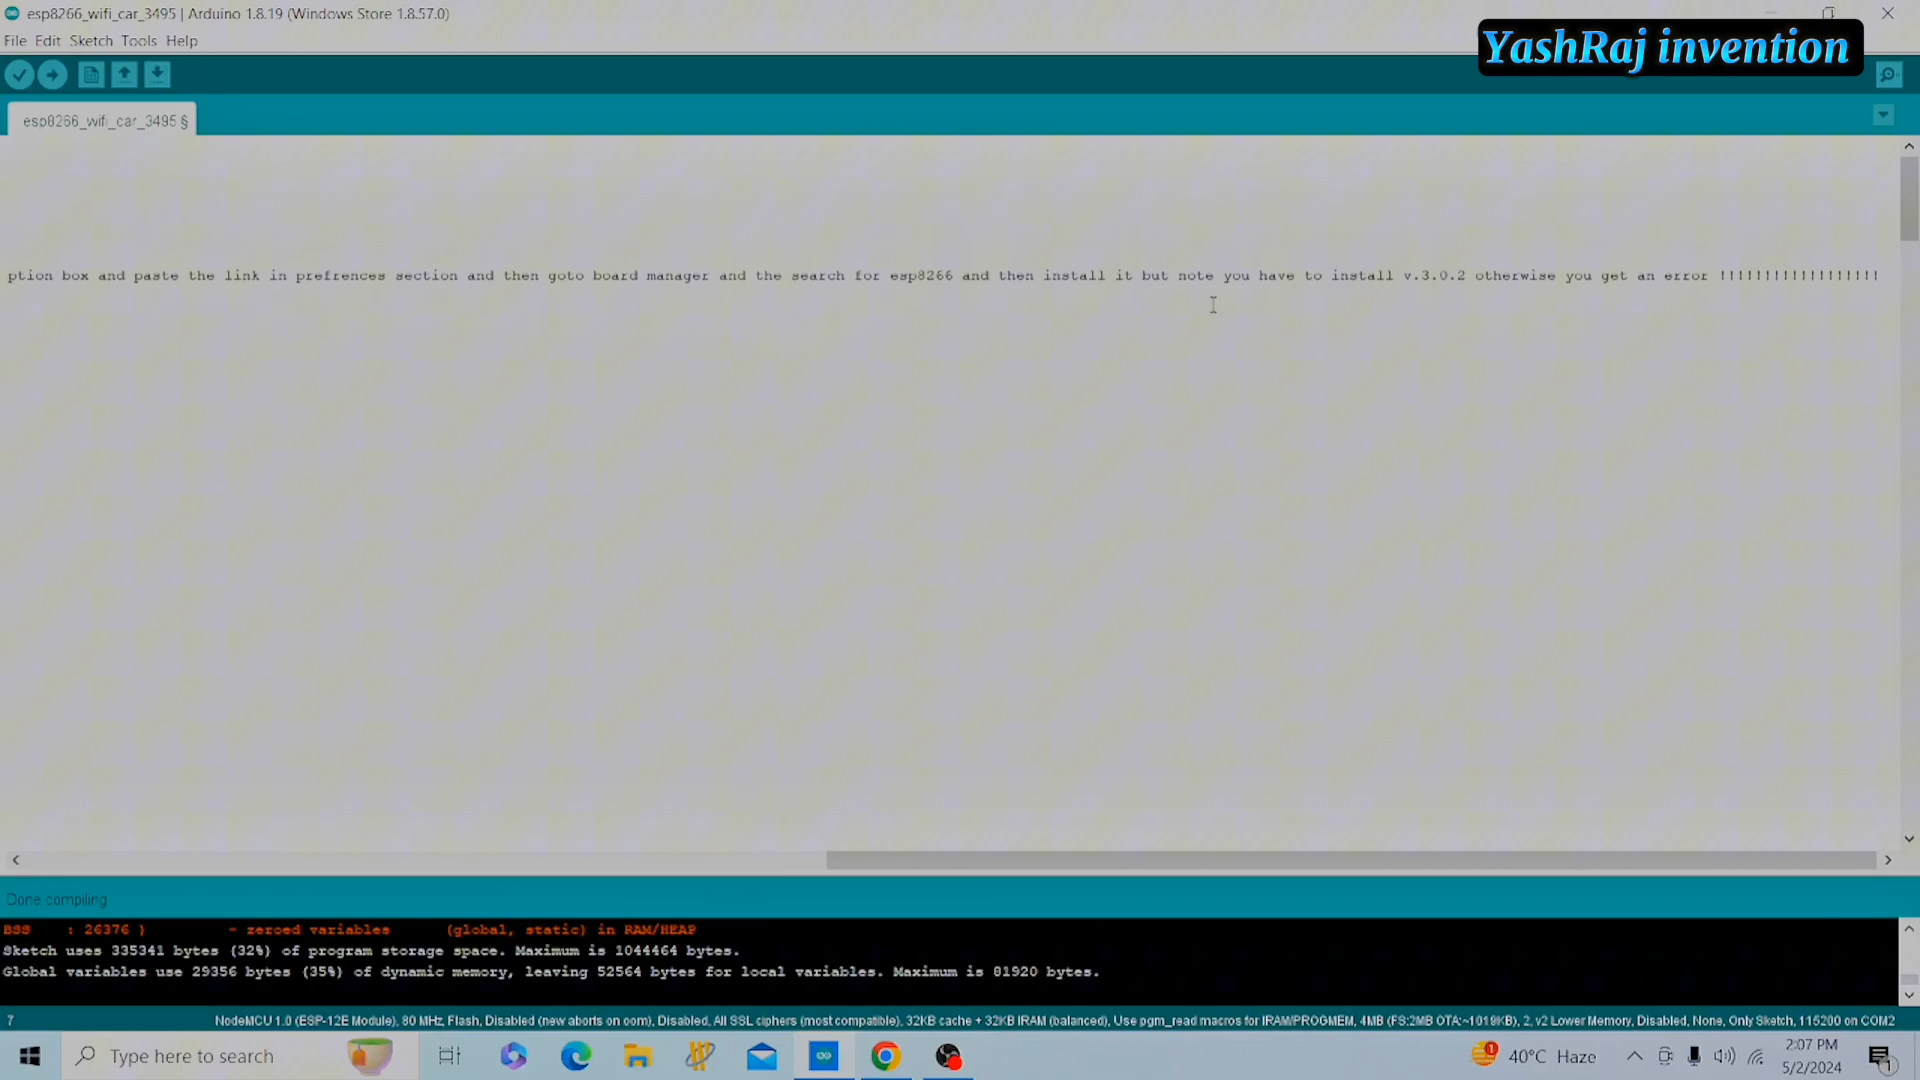 esp8266_wifi_car_3495 | Arduino 1.8.19 (Windows Store 1.8.57.0)
YashRaj invention
File Edit Sketch Tools Help
esp8266_wifi_car_3495 §
ption box and paste the link in prefrences section and then goto board manager and the search for esp8266 and then install it but note you have to install v.3.0.2 otherwise you get an error !!!!!!!!!!!!!!!!!!
Done compiling
BSS : 26376 ) - zeroed variables (global, static) in RAM/HEAP
Sketch uses 335341 bytes (32%) of program storage space. Maximum is 1044464 bytes.
Global variables use 29356 bytes (35%) of dynamic memory, leaving 52564 bytes for local variables. Maximum is 81920 bytes.
7 NodeMCU 1.0 (ESP-12E Module), 80 MHz, Flash, Disabled (new aborts on oom), Disabled, All SSL ciphers (most compatible), 32KB cache + 32KB IRAM (balanced), Use pgm_read macros for IRAM/PROGMEM, 4MB (FS:2MB OTA:~1019KB), 2, v2 Lower Memory, Disabled, None, Only Sketch, 115200 on COM2
Type here to search
1
40°C Haze
2:07 PM
5/2/2024
1